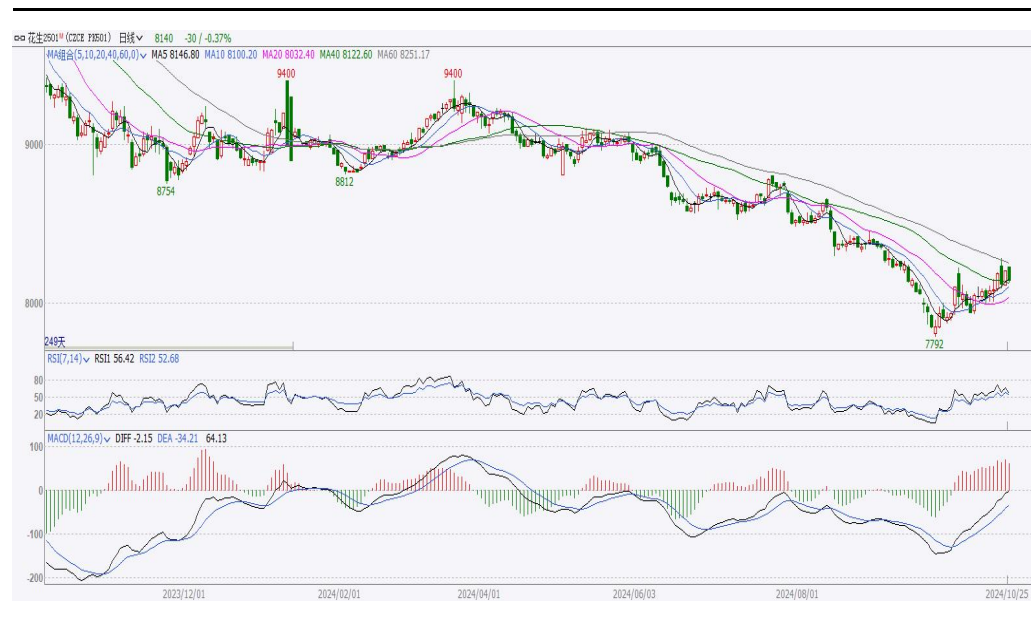 花生2501M (CZCE PK501) 日线 8140 -30 / -0.37%
MA组合(5,10,20,40,60,0) MA5 8146.80 MA10 8100.20 MA20 8032.40 MA40 8122.60 MA60 8251.17
9400 9400
9000
8754 8812
8000
7792
249天
RSI(7,14) RSI1 56.42 RSI2 52.68
80
50
20
MACD(12,26,9) DIFF -2.15 DEA -34.21 64.13
100
0
-100
-200
2023/12/01 2024/02/01 2024/04/01 2024/06/03 2024/08/01 2024/10/25